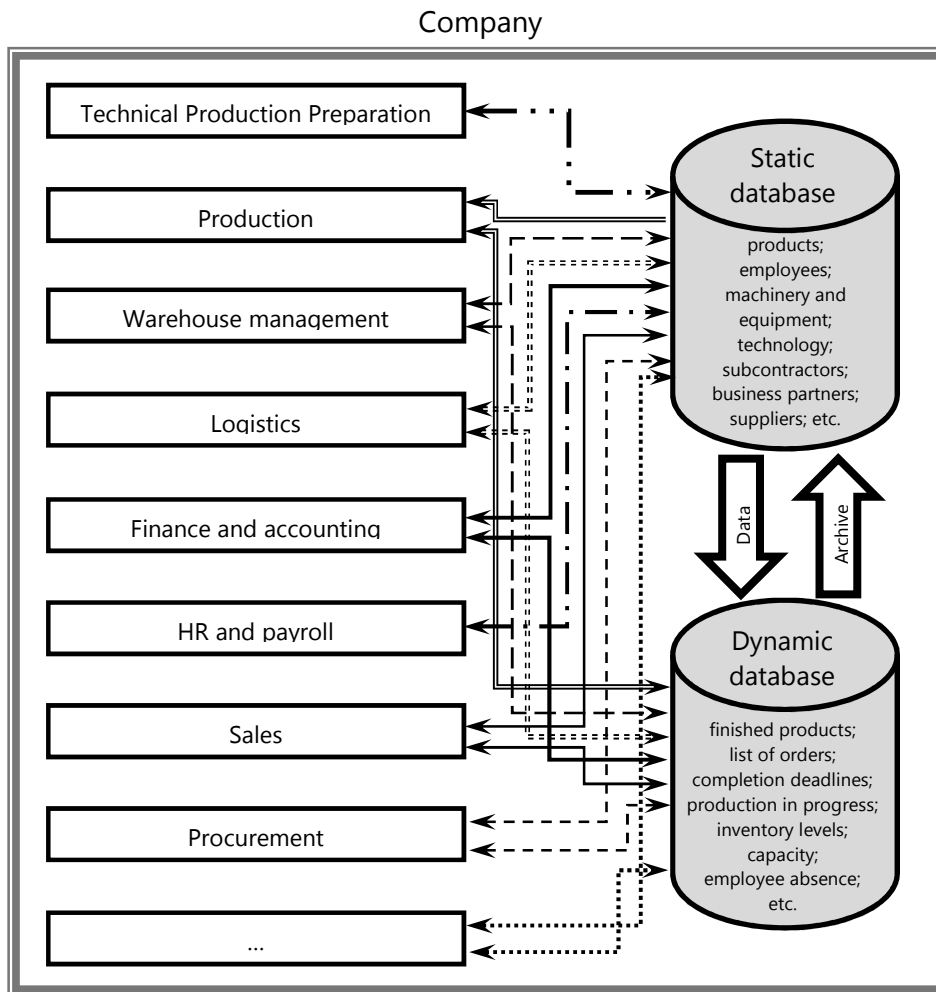 Company
Technical Production Preparation
Production
Warehouse management
Logistics
Finance and accounting
HR and payroll
Sales
Procurement
...
Static
database
products;
employees;
machinery and
equipment;
technology;
subcontractors;
business partners;
suppliers; etc.
Data
Archive
Dynamic
database
finished products;
list of orders;
completion deadlines;
production in progress;
inventory levels;
capacity;
employee absence;
etc.